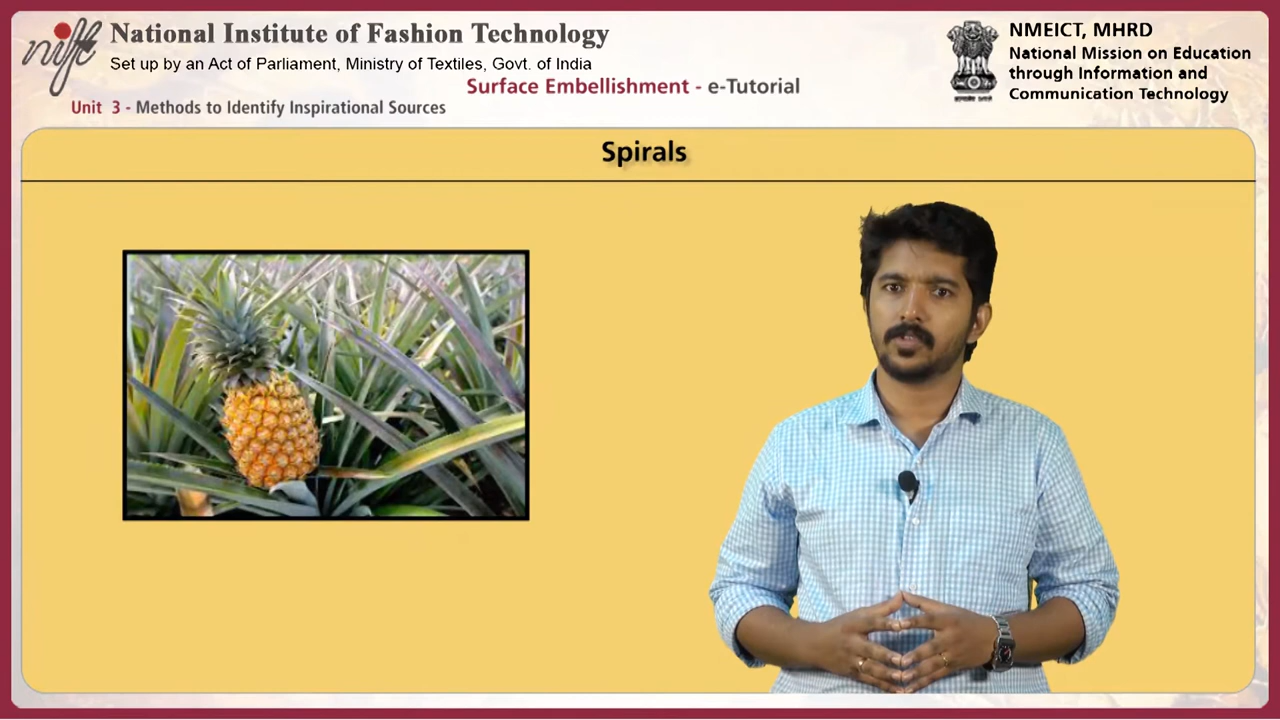 nift
National Institute of Fashion Technology
Set up by an Act of Parliament, Ministry of Textiles, Govt. of India
Surface Embellishment - e-Tutorial
Unit 3 - Methods to Identify Inspirational Sources
NMEICT, MHRD
National Mission on Education
through Information and
Communication Technology
Spirals